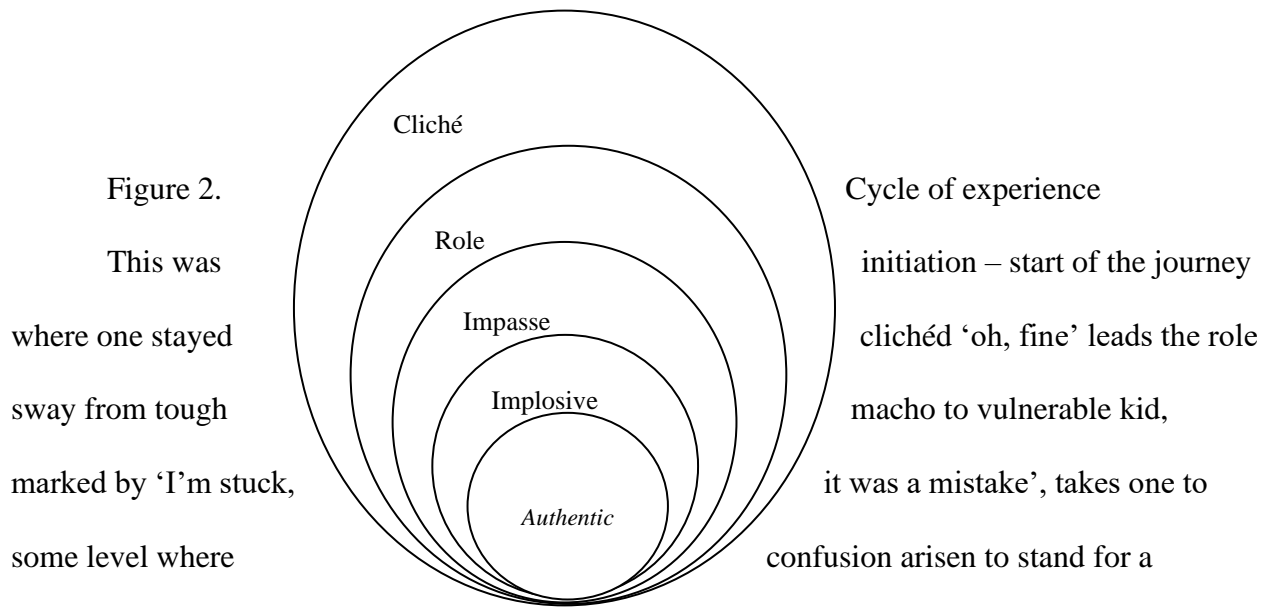 Cliché
Figure 2. Cycle of experience
Role
This was initiation – start of the journey
Impasse
where one stayed clichéd ‘oh, fine’ leads the role
Implosive
sway from tough macho to vulnerable kid,
marked by ‘I’m stuck, it was a mistake’, takes one to
Authentic
some level where confusion arisen to stand for a